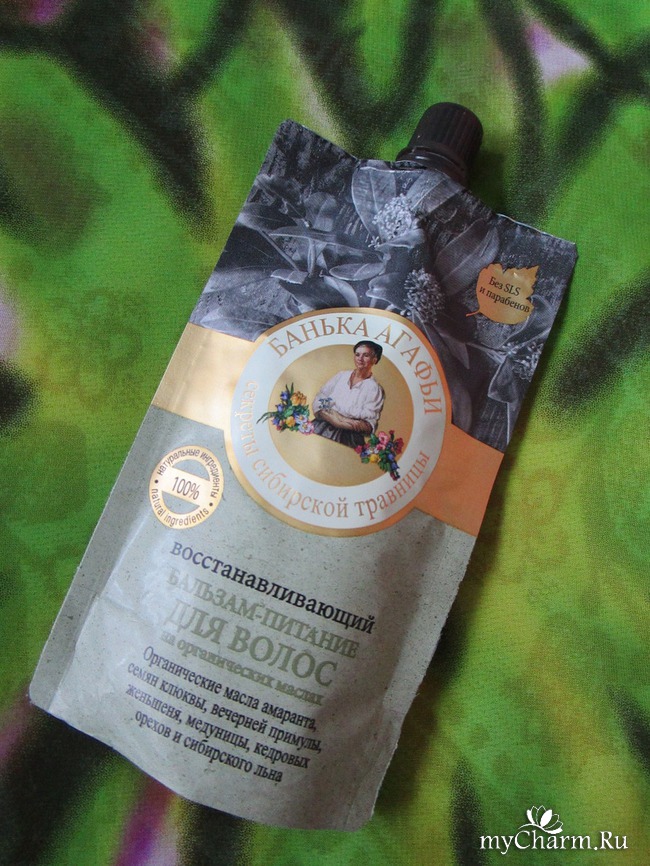 Без SLS
и парабенов
БАНЬКА АГАФЬИ
секреты сибирской травницы
натуральные ингредиенты
100%
natural ingredients
восстанавливающий
БАЛЬЗАМ-ПИТАНИЕ
ДЛЯ ВОЛОС
на органических маслах
Органические масла амаранта,
семян клюквы, вечерней примулы,
женьшеня, медуницы, кедровых
орехов и сибирского льна
myCharm.Ru